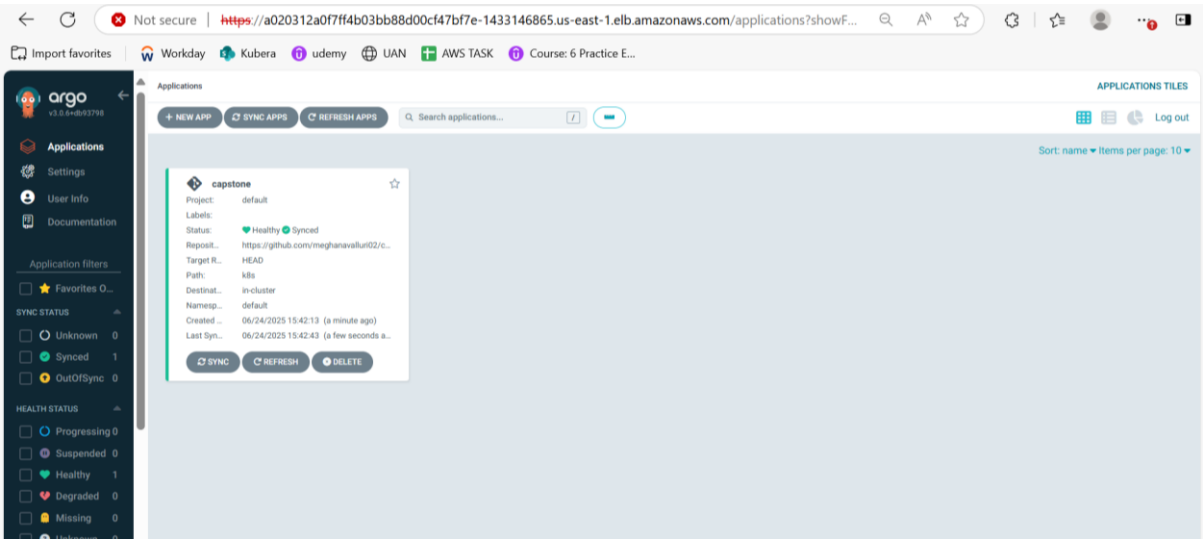 Not secure | https://a020312a0f7ff4b03bb88d00cf47bf7e-1433146865.us-east-1.elb.amazonaws.com/applications?showF...
Import favorites Workday Kubera udemy UAN AWS TASK Course: 6 Practice E...
argo
v3.0.6+db93798
Applications
Settings
User Info
Documentation
Application filters
Favorites O...
SYNC STATUS
Unknown 0
Synced 1
OutOfSync 0
HEALTH STATUS
Progressing 0
Suspended 0
Healthy 1
Degraded 0
Missing 0
Unknown 0
Applications APPLICATIONS TILES
+ NEW APP SYNC APPS REFRESH APPS Search applications... / Log out
Sort: name Items per page: 10
capstone
Project: default
Labels:
Status: Healthy Synced
Reposit... https://github.com/meghanavalluri02/c...
Target R... HEAD
Path: k8s
Destinat... in-cluster
Namesp... default
Created ... 06/24/2025 15:42:13 (a minute ago)
Last Syn... 06/24/2025 15:42:43 (a few seconds a...
SYNC REFRESH DELETE